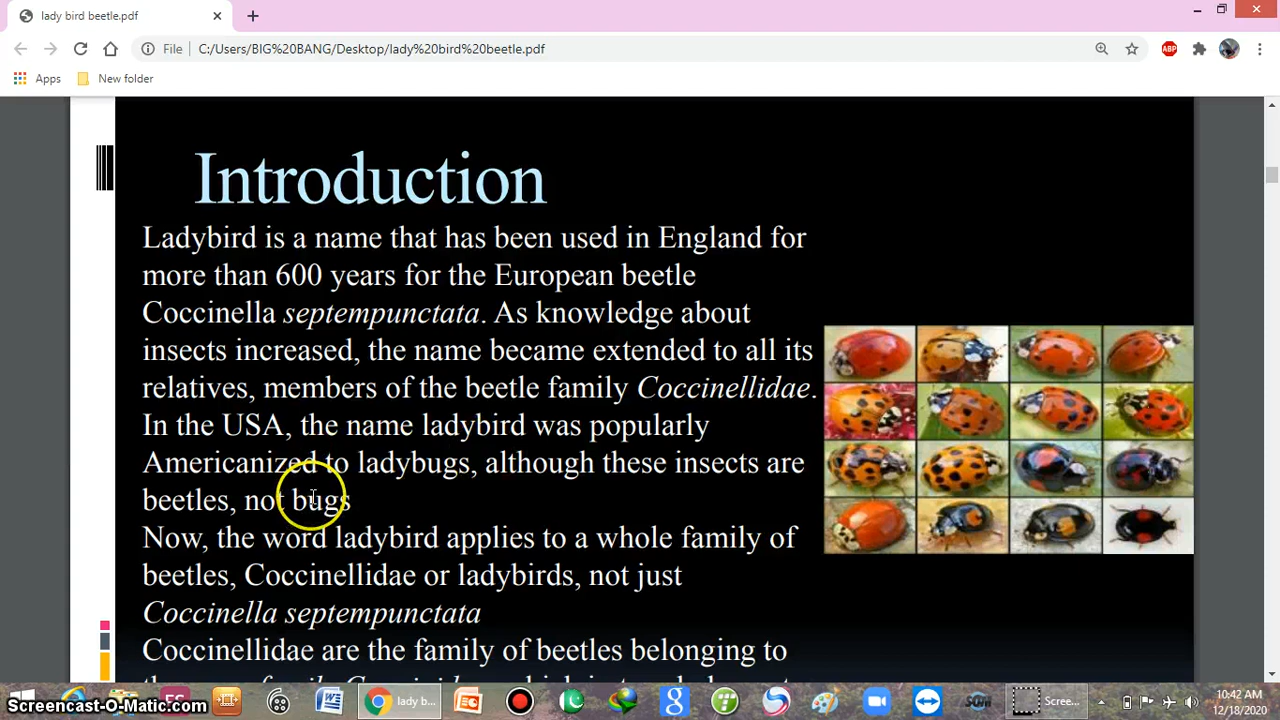 lady bird beetle.pdf
File
C:/Users/BIG%20BANG/Desktop/lady%20bird%20beetle.pdf
ABP
Apps
New folder
Introduction
Ladybird is a name that has been used in England for
more than 600 years for the European beetle
Coccinella septempunctata. As knowledge about
insects increased, the name became extended to all its
relatives, members of the beetle family Coccinellidae.
In the USA, the name ladybird was popularly
Americanized to ladybugs, although these insects are
beetles, not bugs
Now, the word ladybird applies to a whole family of
beetles, Coccinellidae or ladybirds, not just
Coccinella septempunctata
Coccinellidae are the family of beetles belonging to
lady b...
Scree...
10:42 AM
12/18/2020
Screencast-O-Matic.com